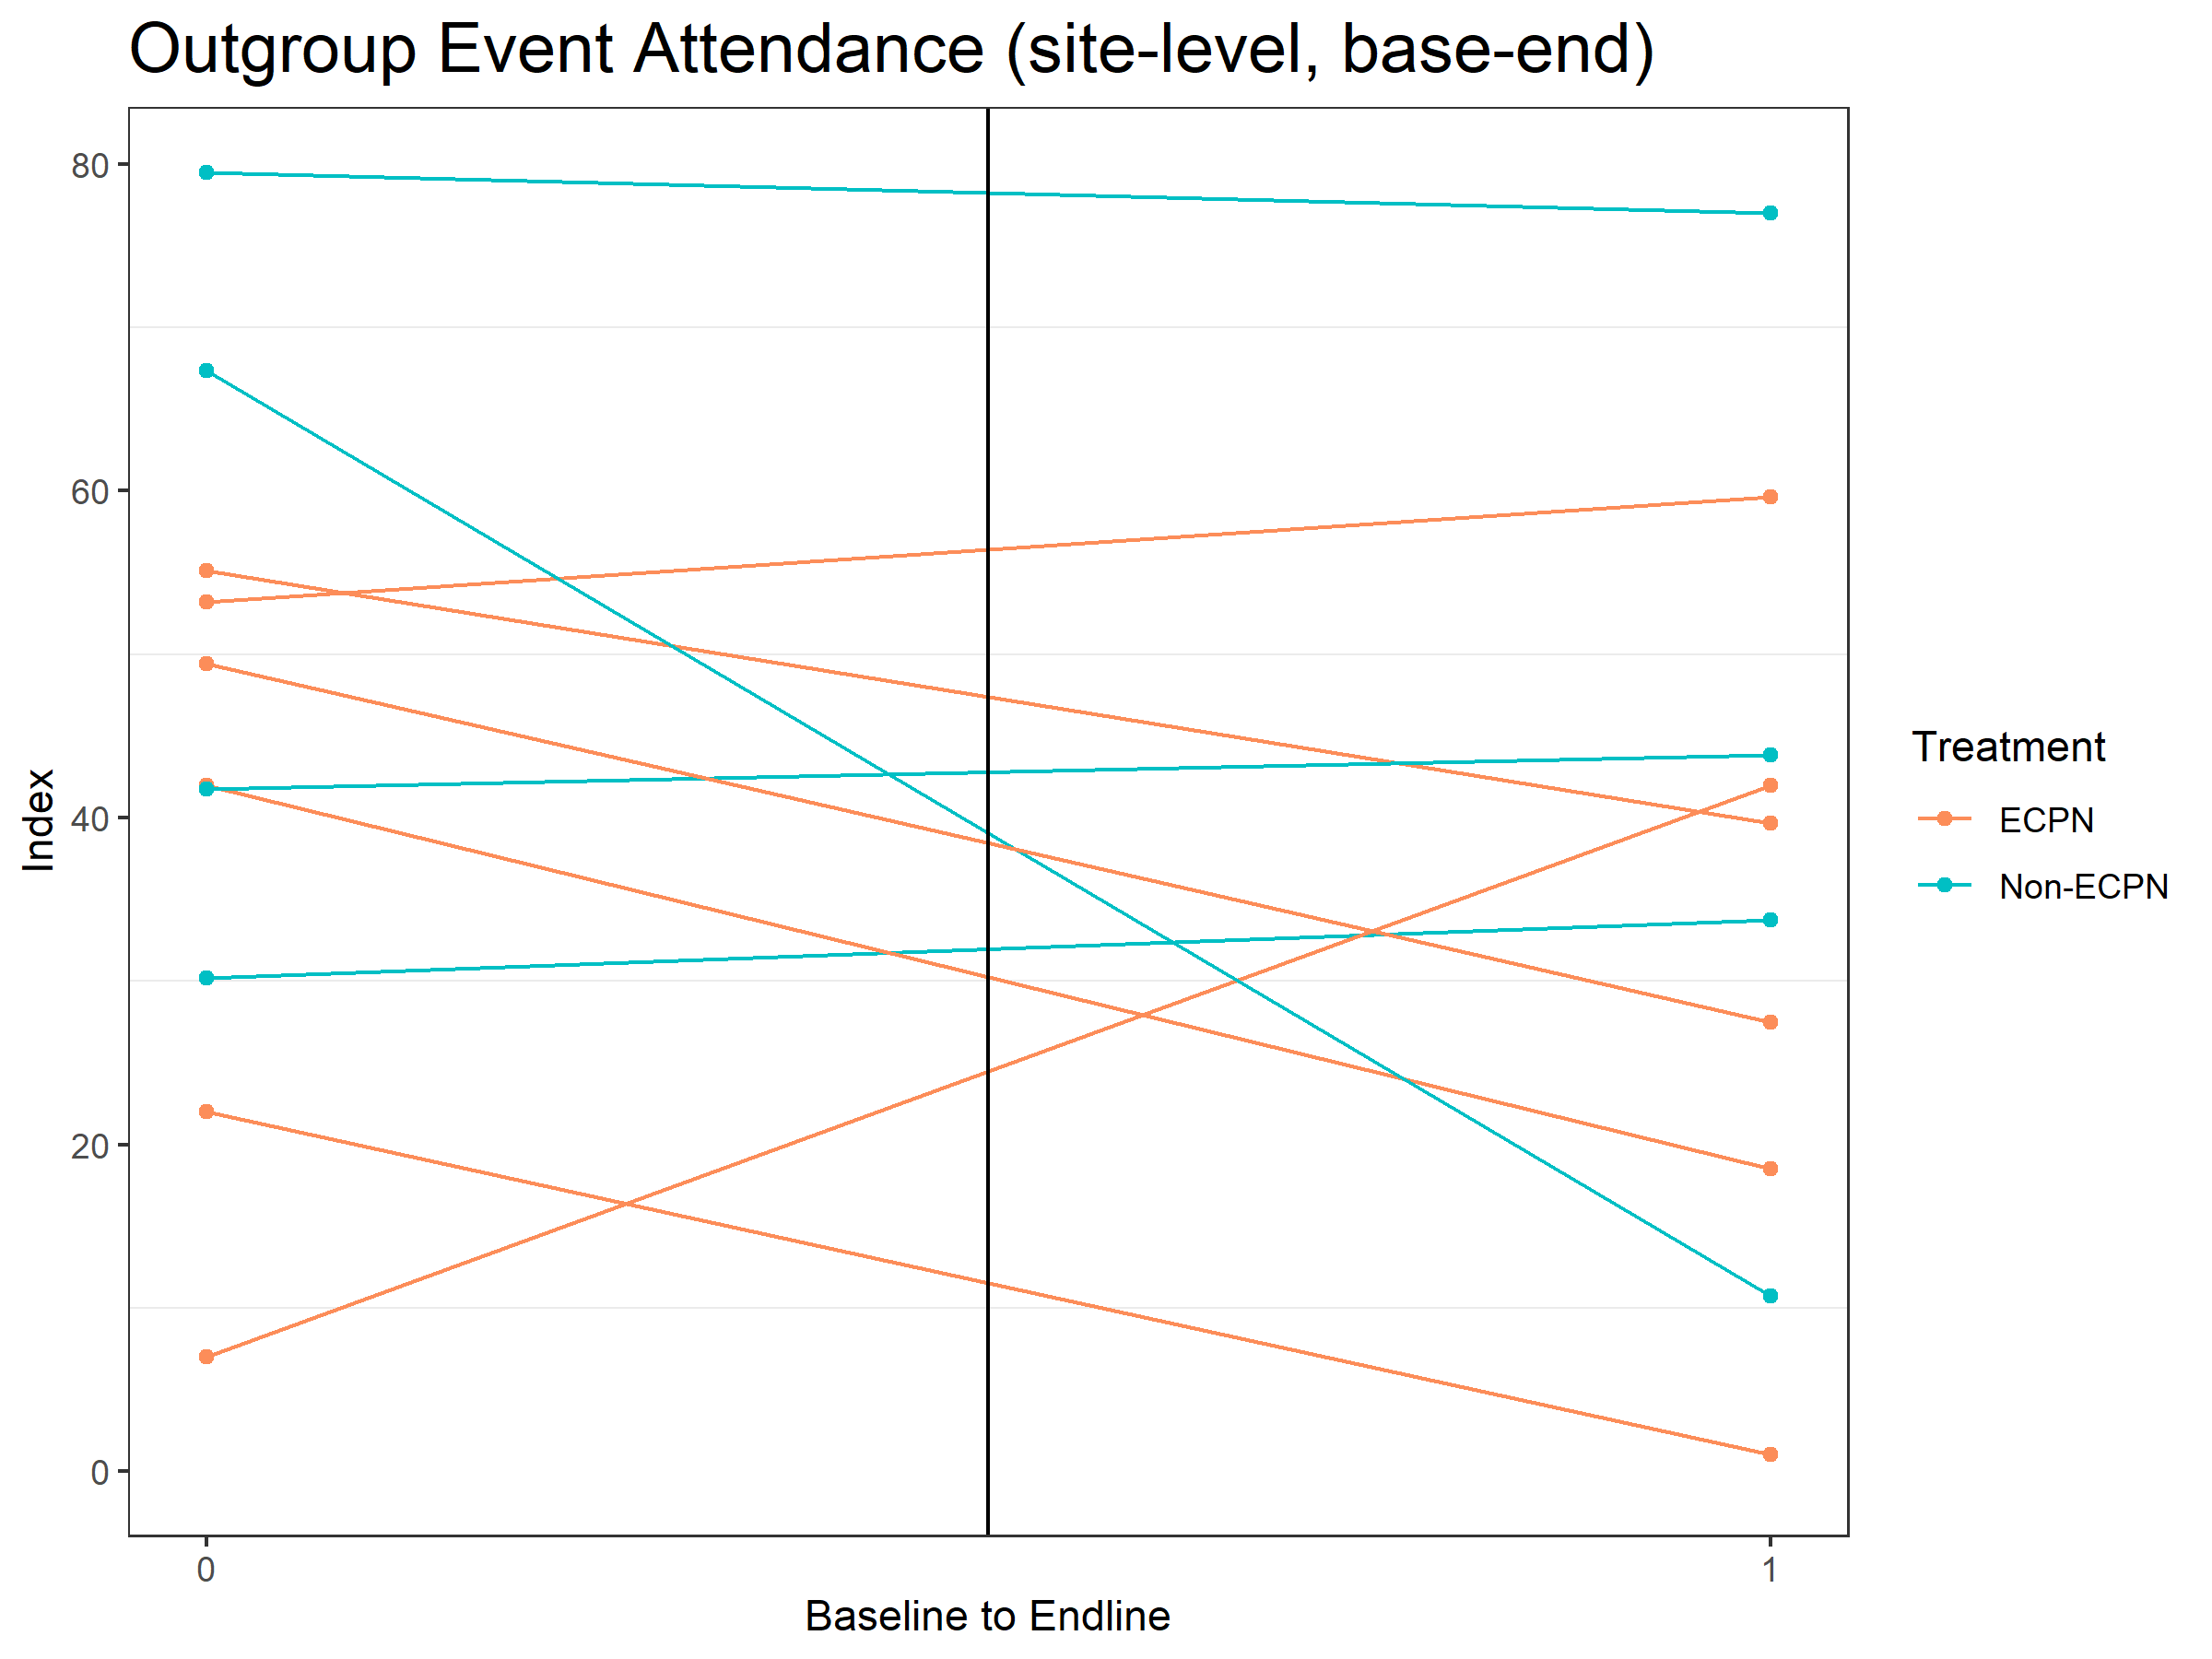 Outgroup Event Attendance (site-level, base-end)
80
60
40
20
0
Index
0
1
Baseline to Endline
Treatment
ECPN
Non-ECPN